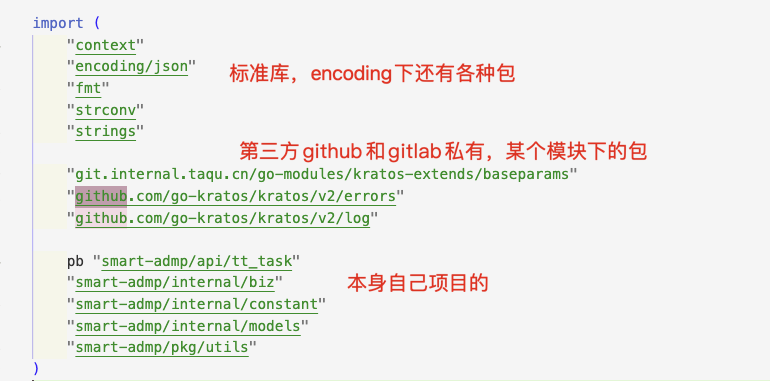 import (
"context"
"encoding/json"
标准库，encoding下还有各种包
"fmt"
"strconv"
"strings"
第三方github和gitlab私有，某个模块下的包
"git.internal.taqu.cn/go-modules/kratos-extends/baseparams"
"github.com/go-kratos/kratos/v2/errors"
"github.com/go-kratos/kratos/v2/log"
pb "smart-admp/api/tt_task"
"smart-admp/internal/biz"
本身自己项目的
"smart-admp/internal/constant"
"smart-admp/internal/models"
"smart-admp/pkg/utils"
)